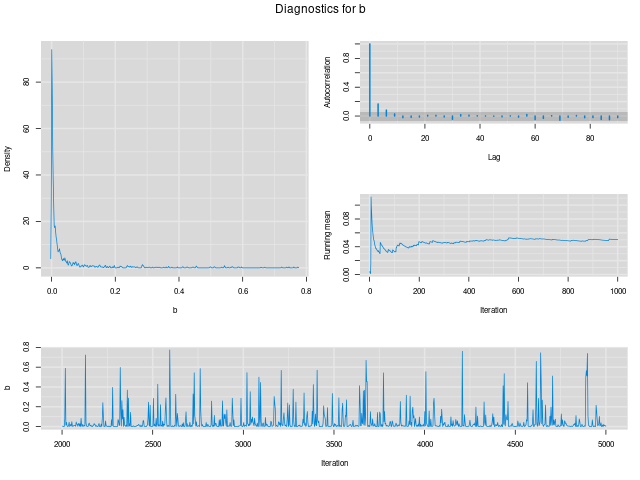 Diagnostics for b
Density
0 20 40 60 80
0.0 0.2 0.4 0.6 0.8
b
Autocorrelation
0.0 0.4 0.8
0 20 40 60 80
Lag
Running mean
0.00 0.04 0.08
0 200 400 600 800 1000
Iteration
b
0.0 0.2 0.4 0.6 0.8
2000 2500 3000 3500 4000 4500 5000
Iteration